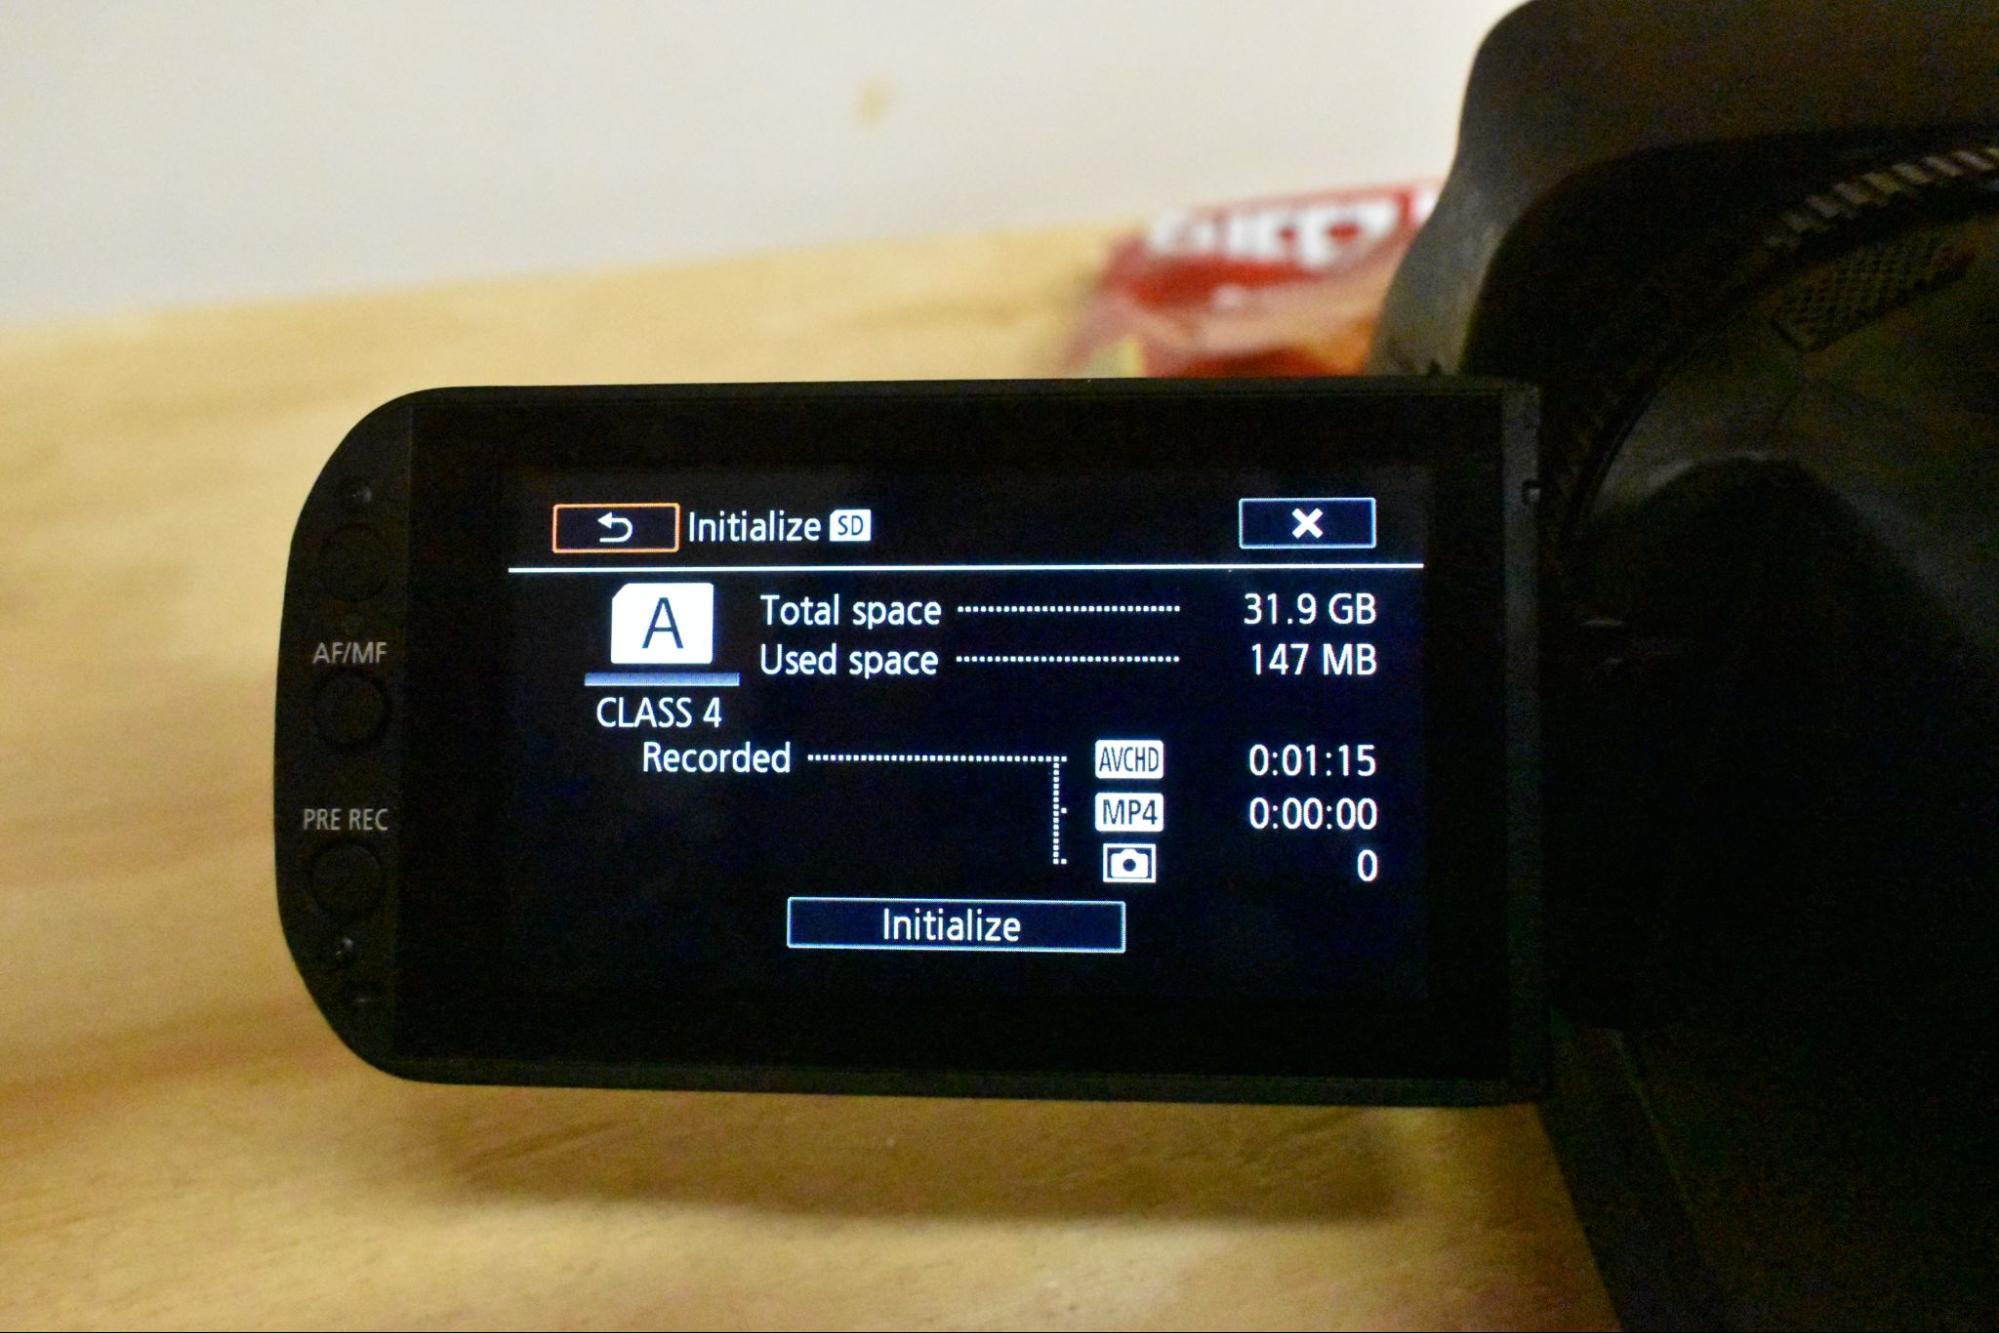 Initialize SD
A
Total space 31.9 GB
Used space 147 MB
CLASS 4
Recorded AVCHD 0:01:15
MP4 0:00:00
0
Initialize
AF/MF
PRE REC